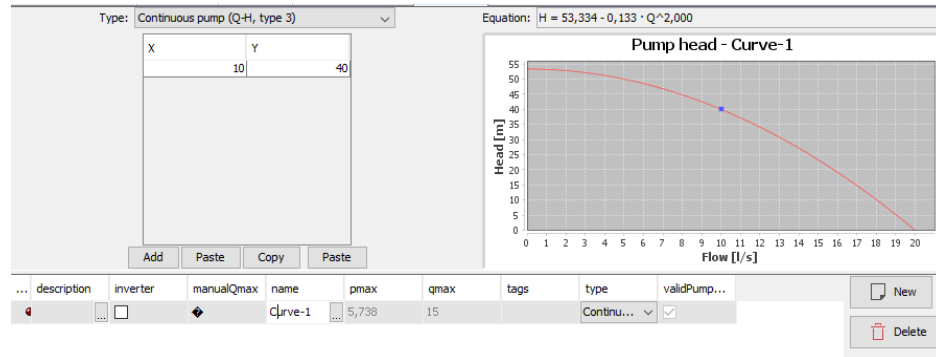 Type: Continuous pump (Q-H, type 3)
Equation: H = 53,334 - 0,133 · Q^2,000
X Y
10 40
Add Paste Copy Paste
Pump head - Curve-1
Head [m]
55
50
45
40
35
30
25
20
15
10
5
0
0 1 2 3 4 5 6 7 8 9 10 11 12 13 14 15 16 17 18 19 20
Flow [l/s]
... description inverter manualQmax name pmax qmax tags type validPump...
... Curve-1 ... 5,738 15 Continu...
New
Delete